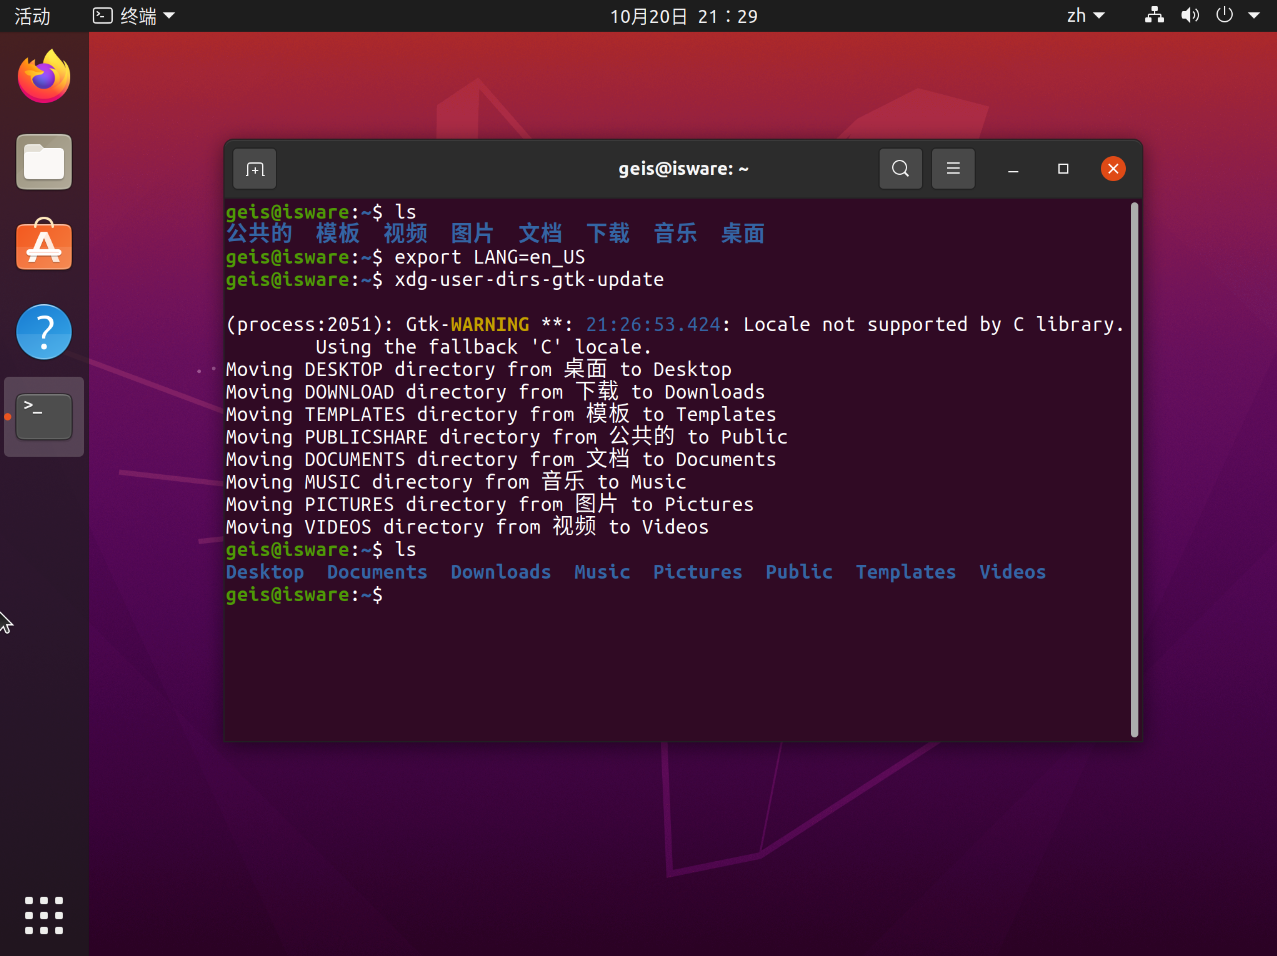 活动 终端 10月20日 21：29 zh
geis@isware: ~
geis@isware:~$ ls
公共的 模板 视频 图片 文档 下载 音乐 桌面
geis@isware:~$ export LANG=en_US
geis@isware:~$ xdg-user-dirs-gtk-update
(process:2051): Gtk-WARNING **: 21:26:53.424: Locale not supported by C library.
Using the fallback 'C' locale.
Moving DESKTOP directory from 桌面 to Desktop
Moving DOWNLOAD directory from 下载 to Downloads
Moving TEMPLATES directory from 模板 to Templates
Moving PUBLICSHARE directory from 公共的 to Public
Moving DOCUMENTS directory from 文档 to Documents
Moving MUSIC directory from 音乐 to Music
Moving PICTURES directory from 图片 to Pictures
Moving VIDEOS directory from 视频 to Videos
geis@isware:~$ ls
Desktop Documents Downloads Music Pictures Public Templates Videos
geis@isware:~$